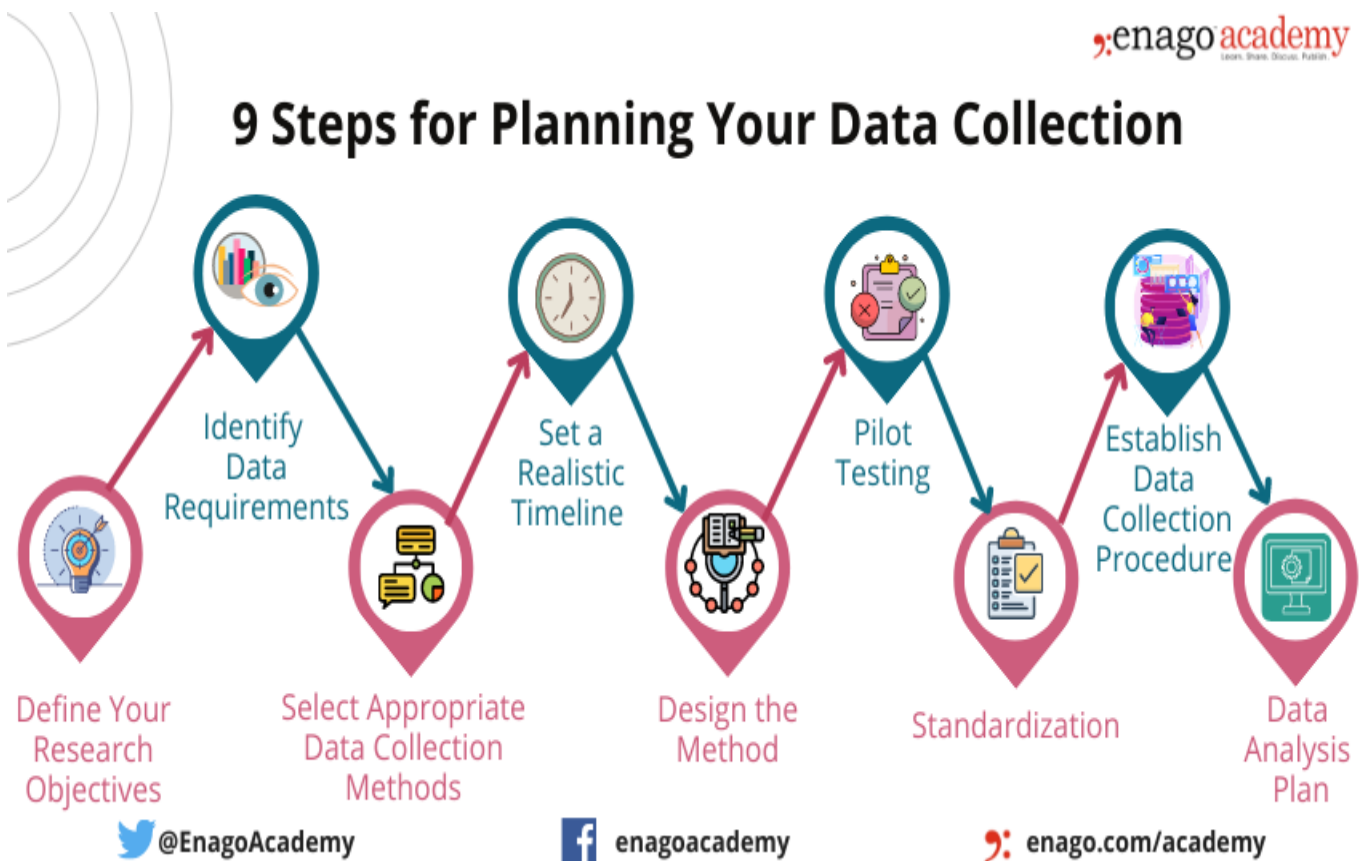 enago academy
Learn. Share. Discuss. Publish.
9 Steps for Planning Your Data Collection
Define Your
Research
Objectives
Identify
Data
Requirements
Select Appropriate
Data Collection
Methods
Set a
Realistic
Timeline
Design the
Method
Pilot
Testing
Standardization
Establish
Data
Collection
Procedure
Data
Analysis
Plan
@EnagoAcademy
enagoacademy
enago.com/academy